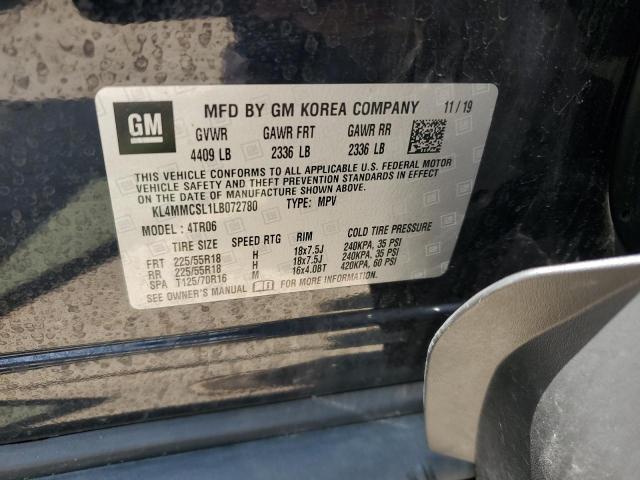 GM MFD BY GM KOREA COMPANY 11/19
GVWR GAWR FRT GAWR RR
4409 LB 2336 LB 2336 LB
THIS VEHICLE CONFORMS TO ALL APPLICABLE U.S. FEDERAL MOTOR
VEHICLE SAFETY AND THEFT PREVENTION STANDARDS IN EFFECT
ON THE DATE OF MANUFACTURE SHOWN ABOVE.
KL4MMCSL1LB072780 TYPE: MPV
MODEL: 4TR06
TIRE SIZE SPEED RTG RIM COLD TIRE PRESSURE
FRT 225/55R18 H 18x7.5J 240KPA, 35 PSI
RR 225/55R18 H 18x7.5J 240KPA, 35 PSI
SPA T125/70R16 M 16x4.0BT 420KPA, 60 PSI
SEE OWNER'S MANUAL FOR MORE INFORMATION.